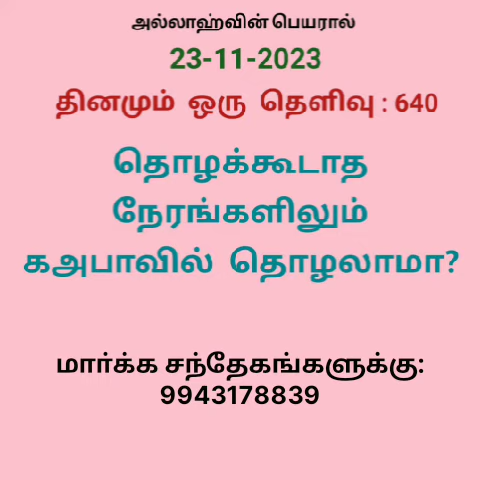 அல்லாஹ்வின் பெயரால்
23-11-2023
தினமும் ஒரு தெளிவு : 640
தொழக்கூடாத
நேரங்களிலும்
கஅபாவில் தொழலாமா?
மார்க்க சந்தேகங்களுக்கு:
9943178839